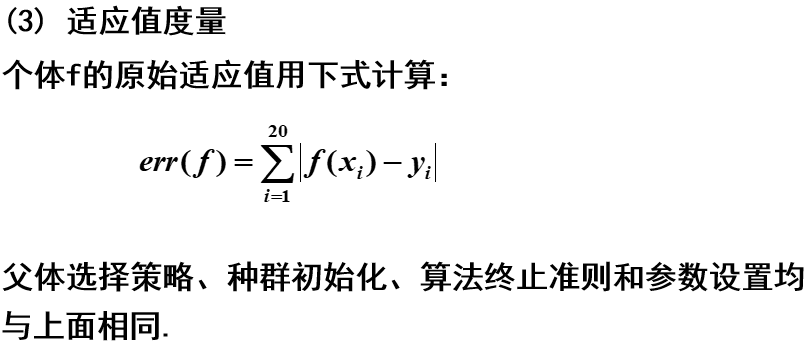 (3) 适应值度量
个体f的原始适应值用下式计算：
err(f) = \sum_{i=1}^{20} |f(x_i) - y_i|
父体选择策略、种群初始化、算法终止准则和参数设置均
与上面相同.